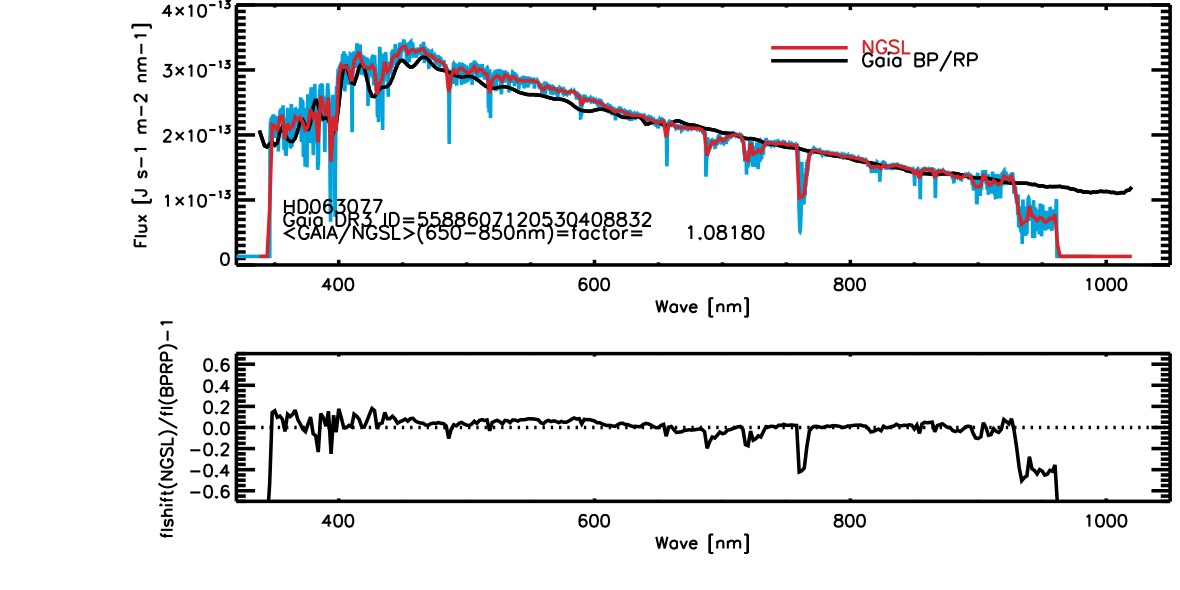 4×10−13
3×10−13
2×10−13
1×10−13
0
Flux [J s−1 m−2 nm−1]
NGSL
Gaia BP/RP
HD063077
Gaia DR3 ID=5588607120530408832
<GAIA/NGSL>(650−850nm)=factor= 1.08180
400 600 800 1000
Wave [nm]
flshift(NGSL)/fl(BPRP)−1
0.6
0.4
0.2
0.0
−0.2
−0.4
−0.6
400 600 800 1000
Wave [nm]